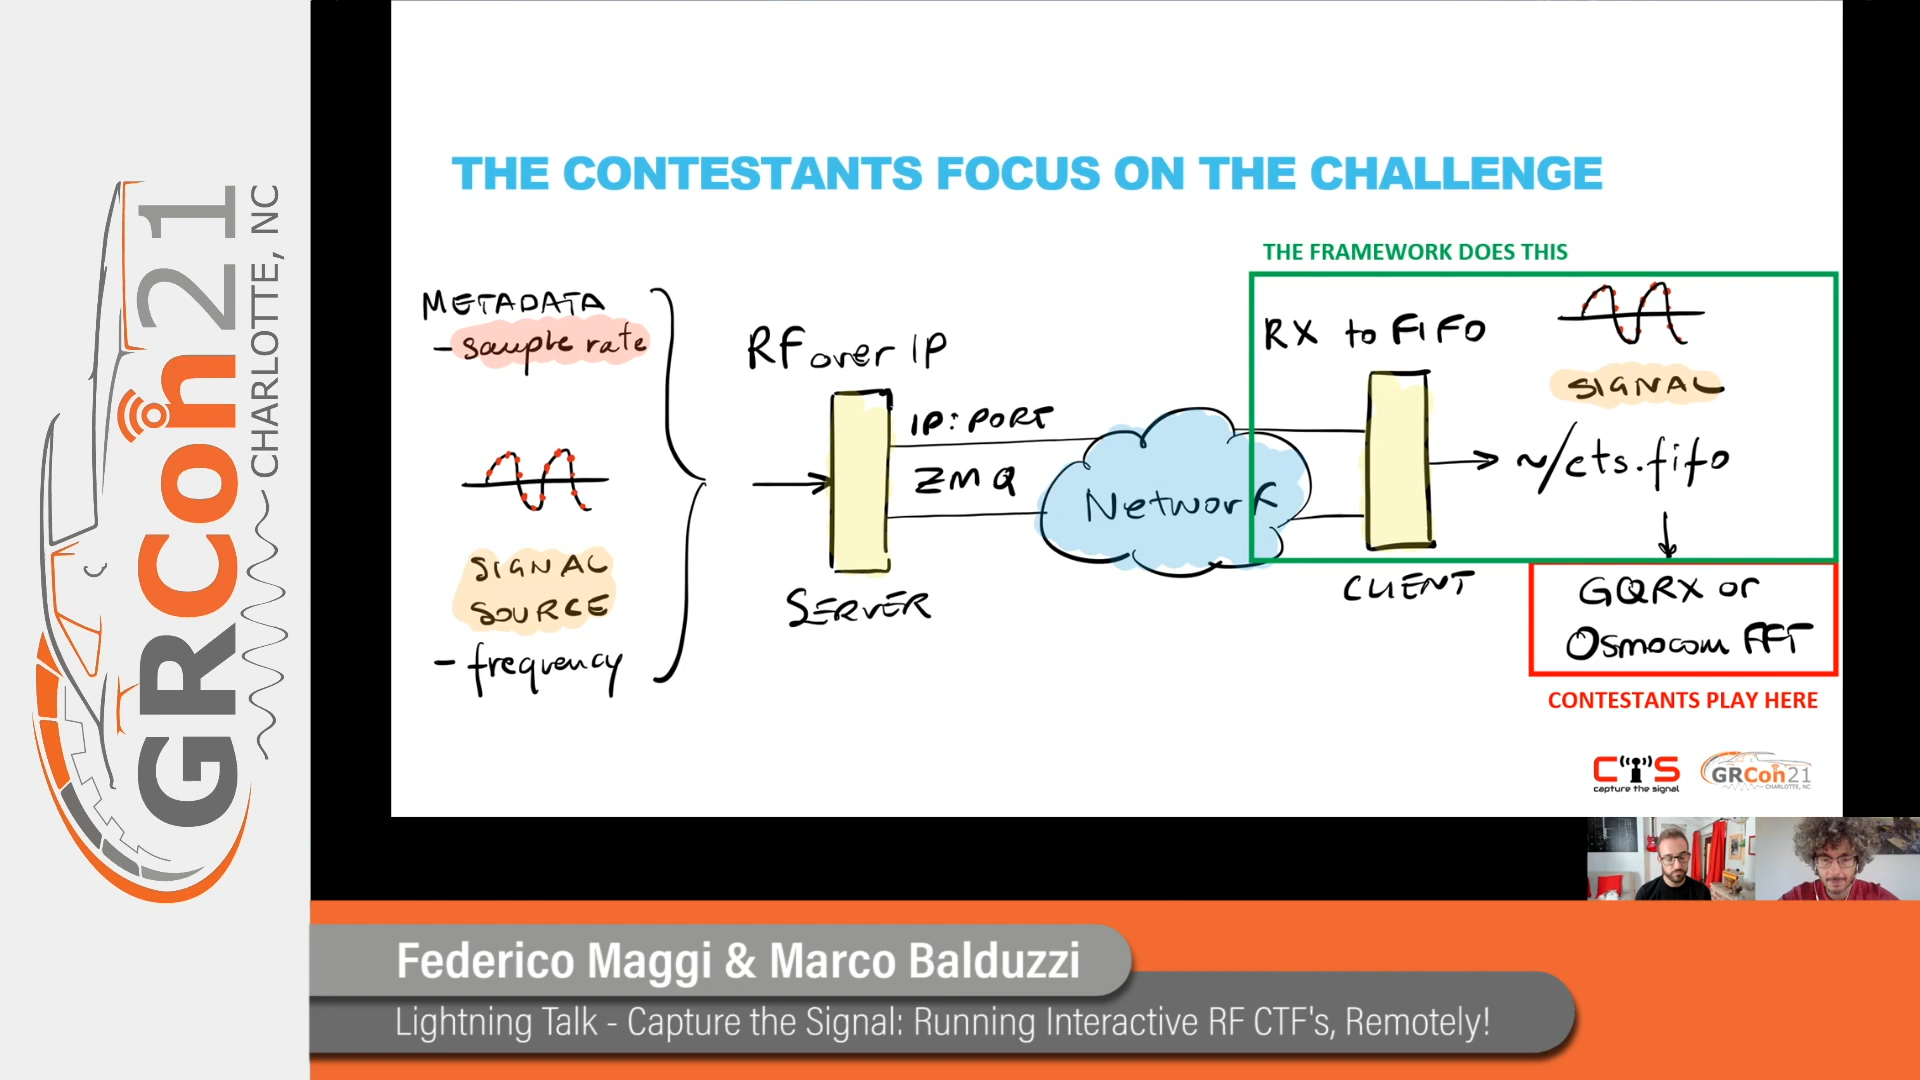 GRCon21
CHARLOTTE, NC
THE CONTESTANTS FOCUS ON THE CHALLENGE
METADATA
- sample rate
SIGNAL
SOURCE
- frequency
RF over IP
IP: PORT
ZMQ
SERVER
Network
THE FRAMEWORK DOES THIS
RX to FIFO
SIGNAL
~/cts.fifo
CLIENT
GQRX or
Osmocom FFT
CONTESTANTS PLAY HERE
CTS
capture the signal
GRCon21
CHARLOTTE, NC
Federico Maggi & Marco Balduzzi
Lightning Talk - Capture the Signal: Running Interactive RF CTF's, Remotely!